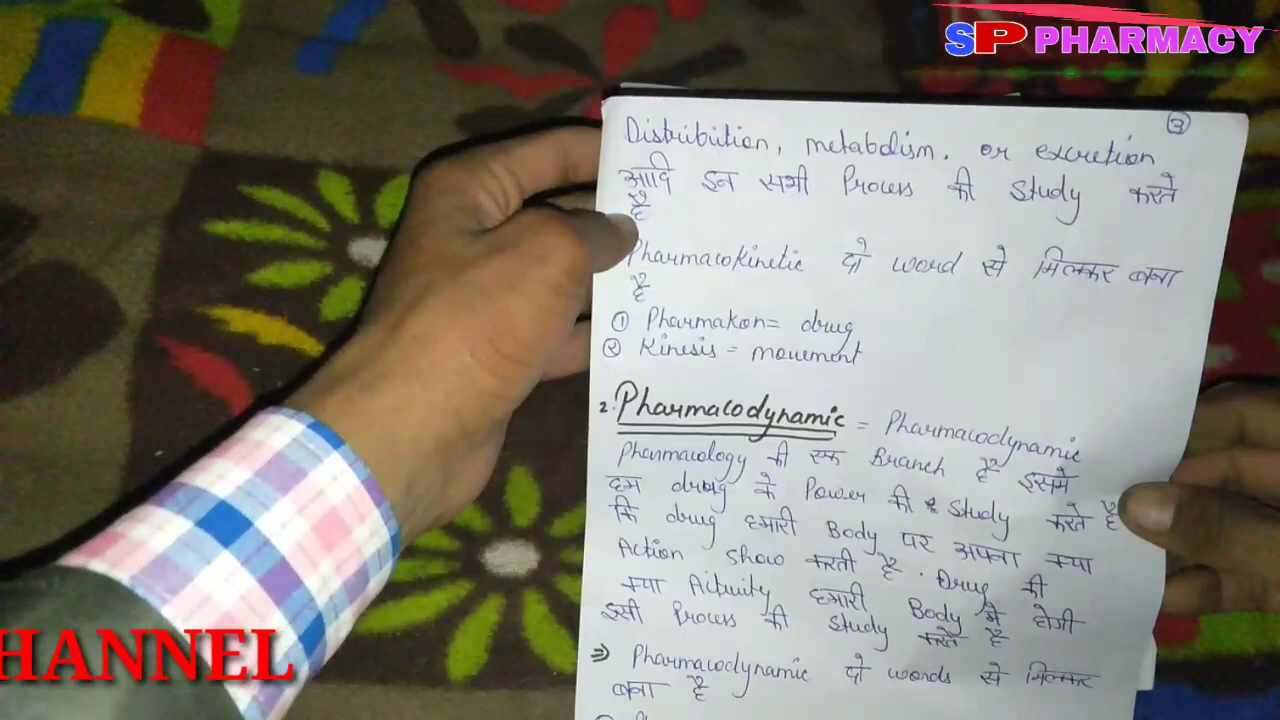 SP PHARMACY
3
Distribution, metabolism, or excretion
आदि इन सभी Process की Study करते
है
Pharmacokinetic दो word से मिलकर बना
है
① Pharmakon= drug
② Kinesis = movement
2. Pharmacodynamic = Pharmacodynamic
Pharmacology की एक Branch है इसमे
हम drug के Power की Study करते है
कि drug हमारी Body पर अपना क्या
Action show करती है. Drug की
क्या Activity हमारी Body मे होगी
इसी Process की Study करते है
⇒ Pharmacodynamic दो words से मिलकर
बना है
HANNEL